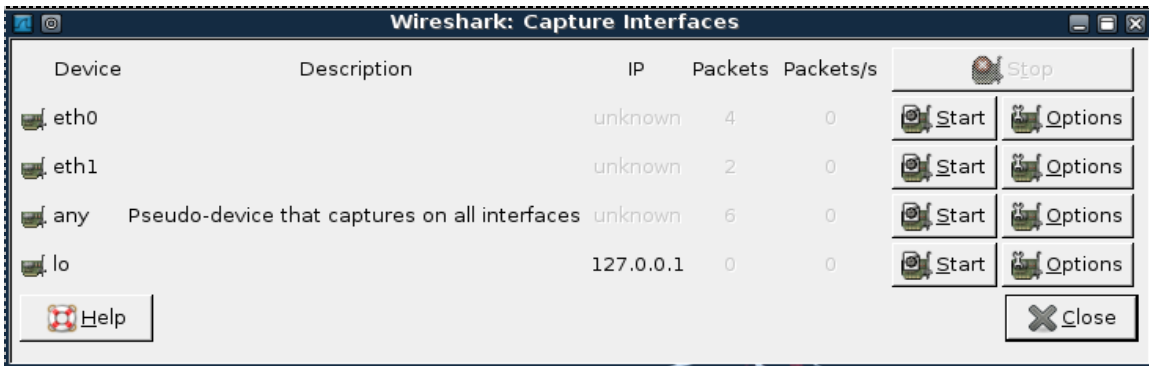 Wireshark: Capture Interfaces
Device Description IP Packets Packets/s Stop
eth0 unknown 4 0 Start Options
eth1 unknown 2 0 Start Options
any Pseudo-device that captures on all interfaces unknown 6 0 Start Options
lo 127.0.0.1 0 0 Start Options
Help Close